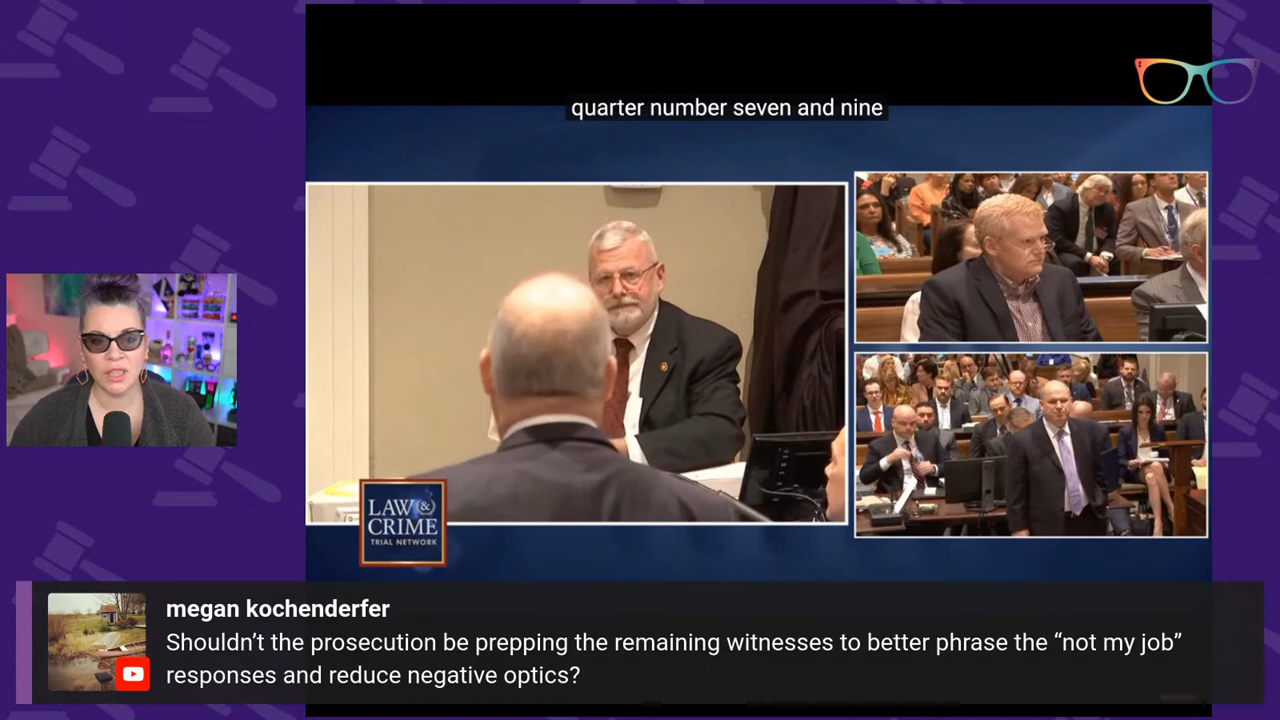 quarter number seven and nine
LAW &
CRIME
TRIAL NETWORK
megan kochenderfer
Shouldn’t the prosecution be prepping the remaining witnesses to better phrase the “not my job”
responses and reduce negative optics?